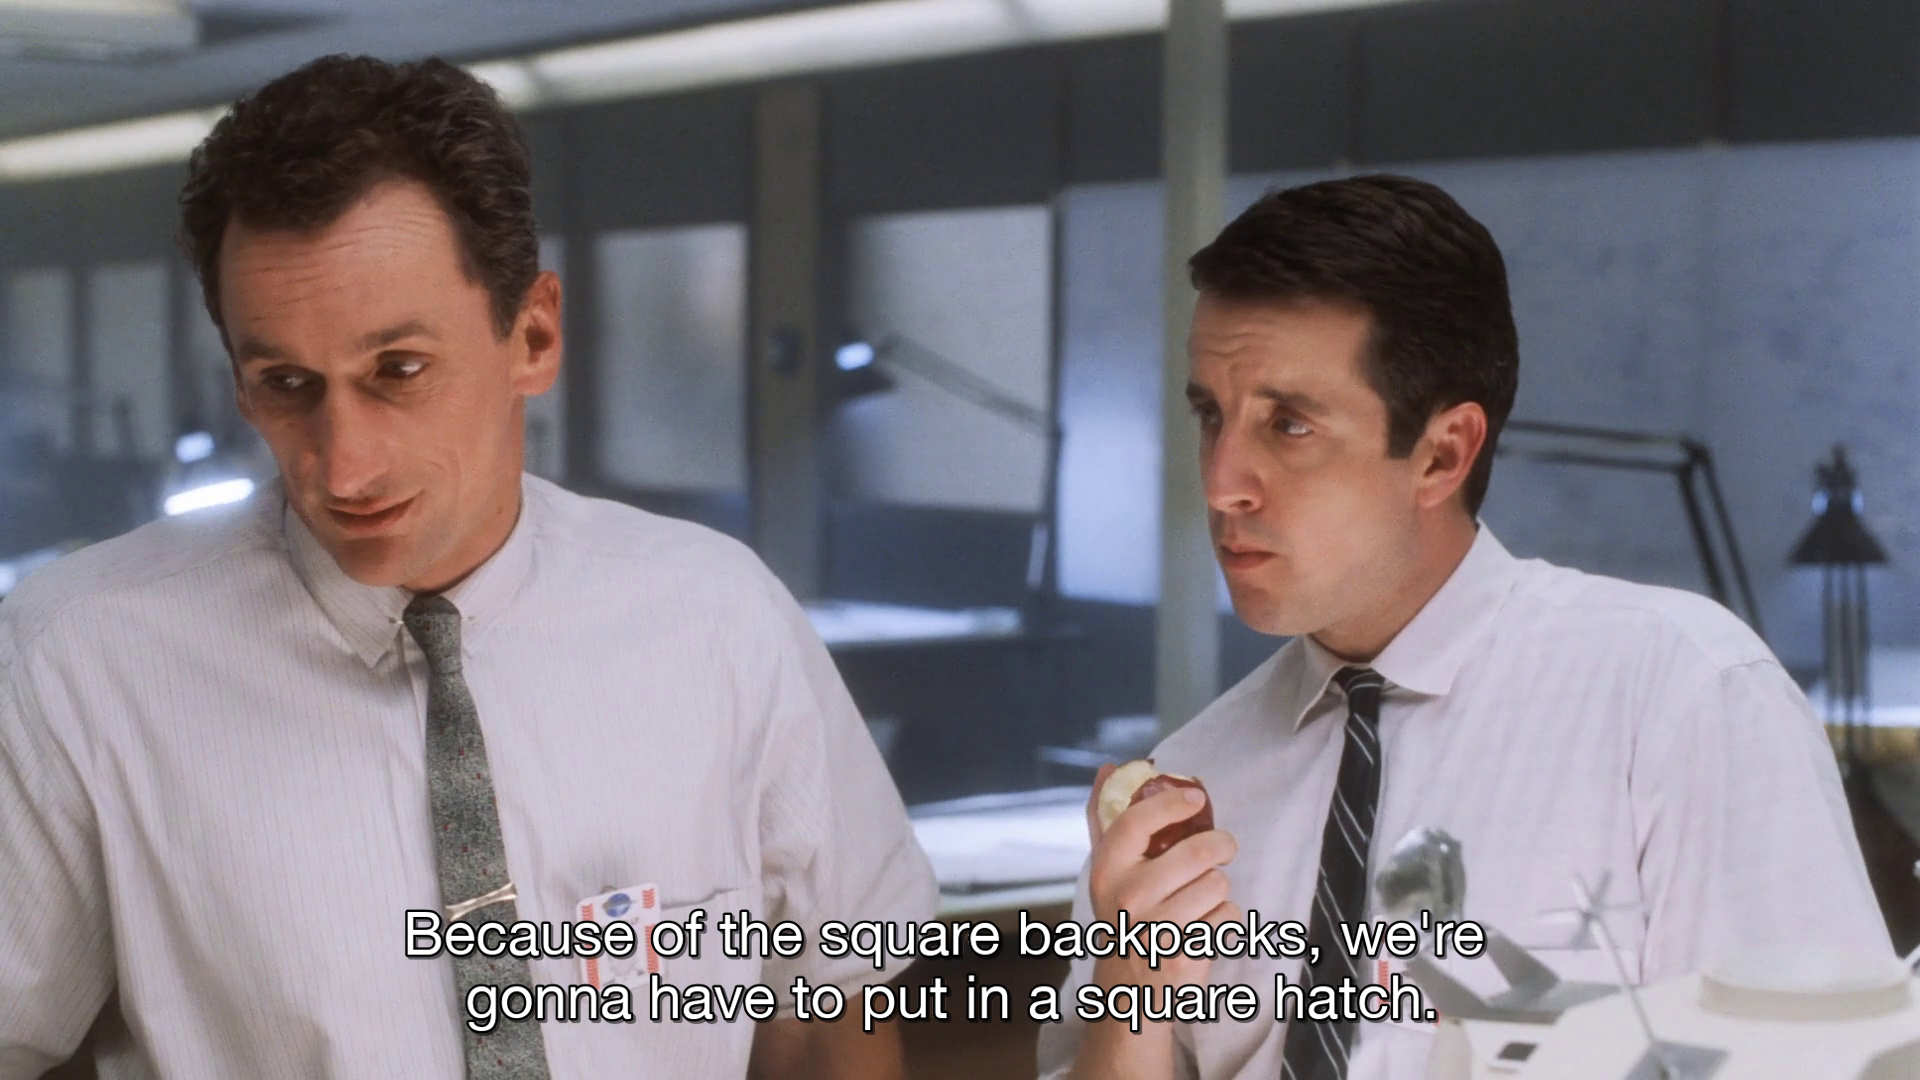 Because of the square backpacks, we're
gonna have to put in a square hatch.